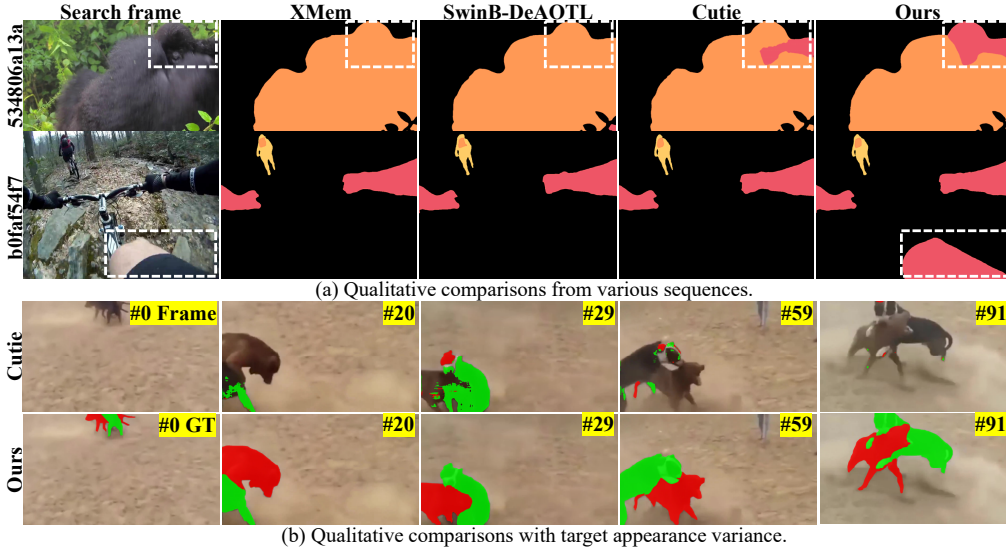 Search frame XMem SwinB-DeAOTL Cutie Ours
534806a13a
b0faf54f7
(a) Qualitative comparisons from various sequences.
Cutie #0 Frame #20 #29 #59 #91
Ours #0 GT #20 #29 #59 #91
(b) Qualitative comparisons with target appearance variance.